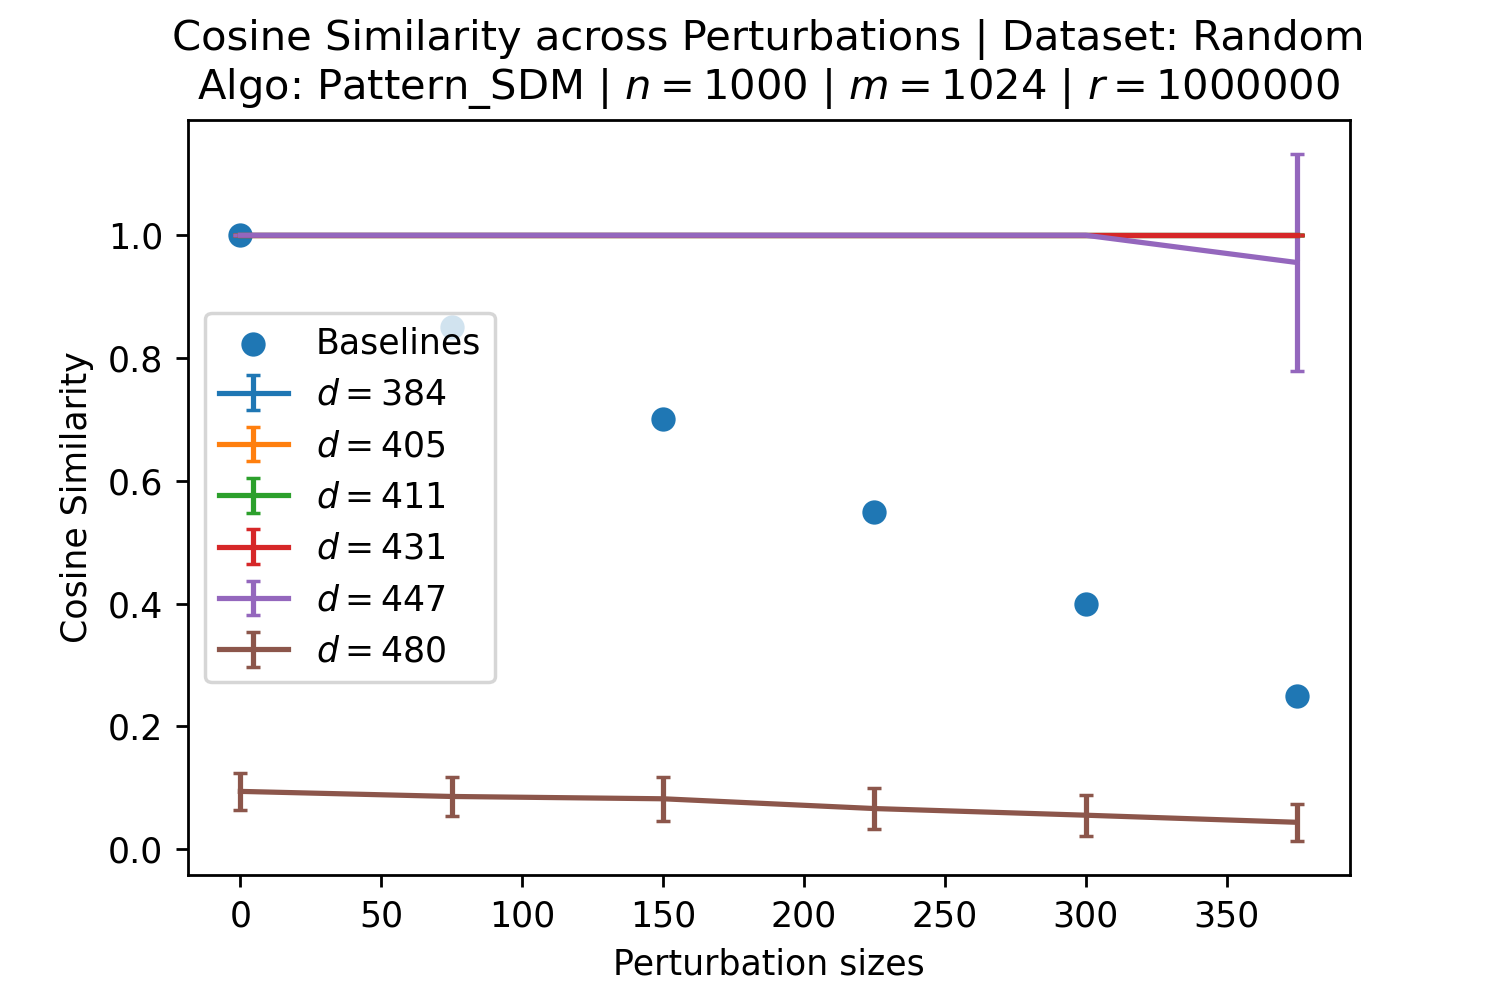 Cosine Similarity across Perturbations | Dataset: Random
Algo: Pattern_SDM | n = 1000 | m = 1024 | r = 1000000
Cosine Similarity
1.0
0.8
0.6
0.4
0.2
0.0
Baselines
d = 384
d = 405
d = 411
d = 431
d = 447
d = 480
0 50 100 150 200 250 300 350
Perturbation sizes